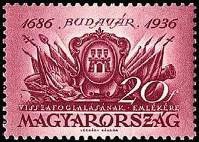 1686 BUDAVÁR. 1936
20f
VISSZAFOGLALÁSÁNAK EMLÉKÉRE
MAGYARORSZÁG